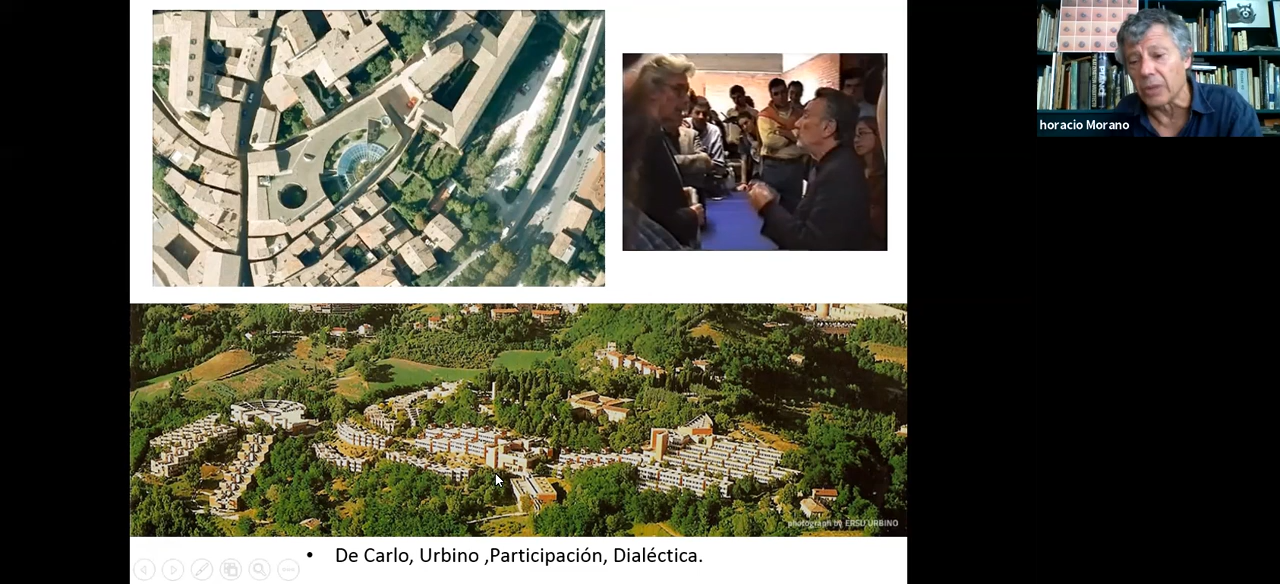 horacio Morano
photograph by ERSU URBINO
• De Carlo, Urbino ,Participación, Dialéctica.